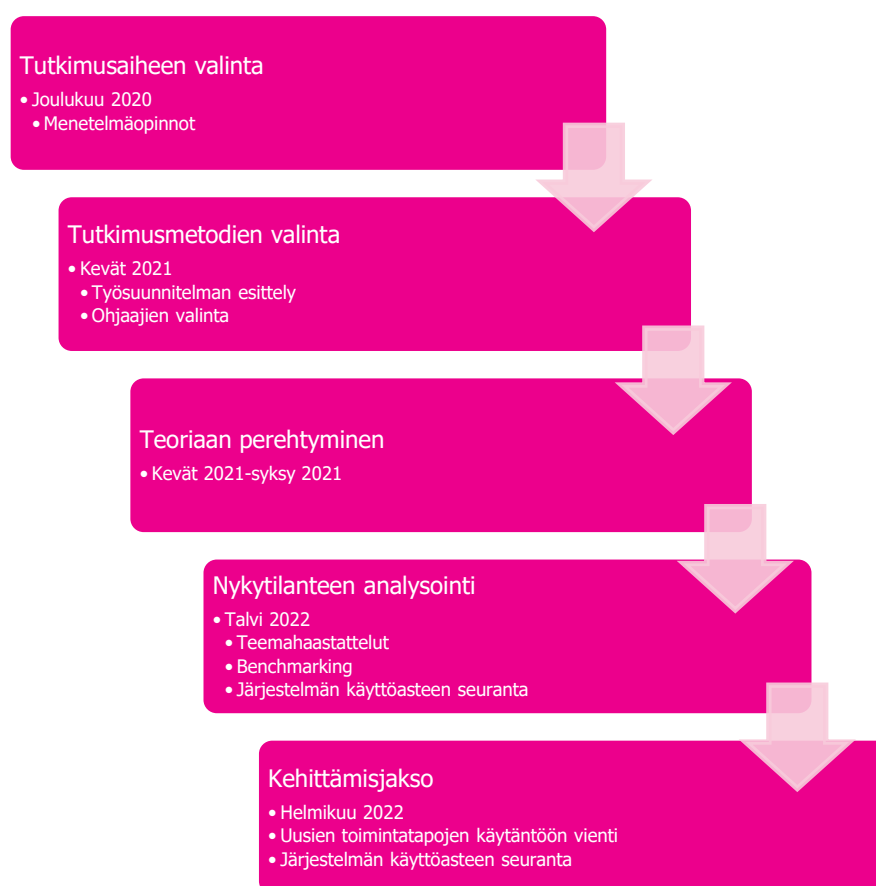 Tutkimusaiheen valinta
• Joulukuu 2020
• Menetelmäopinnot
Tutkimusmetodien valinta
• Kevät 2021
• Työsuunnitelman esittely
• Ohjaajien valinta
Teoriaan perehtyminen
• Kevät 2021-syksy 2021
Nykytilanteen analysointi
• Talvi 2022
• Teemahaastattelut
• Benchmarking
• Järjestelmän käyttöasteen seuranta
Kehittämisjakso
• Helmikuu 2022
• Uusien toimintatapojen käytäntöön vienti
• Järjestelmän käyttöasteen seuranta